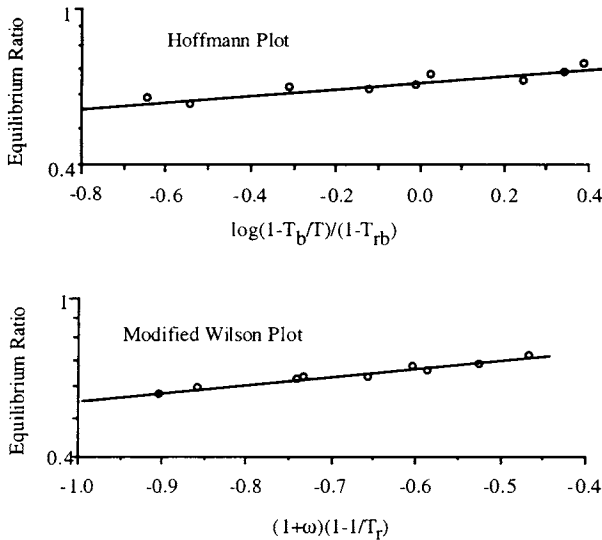 1
Hoffmann Plot
Equilibrium Ratio
0.4
-0.8 -0.6 -0.4 -0.2 0.0 0.2 0.4
log(1-T_b/T)/(1-T_rb)
1
Modified Wilson Plot
Equilibrium Ratio
0.4
-1.0 -0.9 -0.8 -0.7 -0.6 -0.5 -0.4
(1+ω)(1-1/T_r)